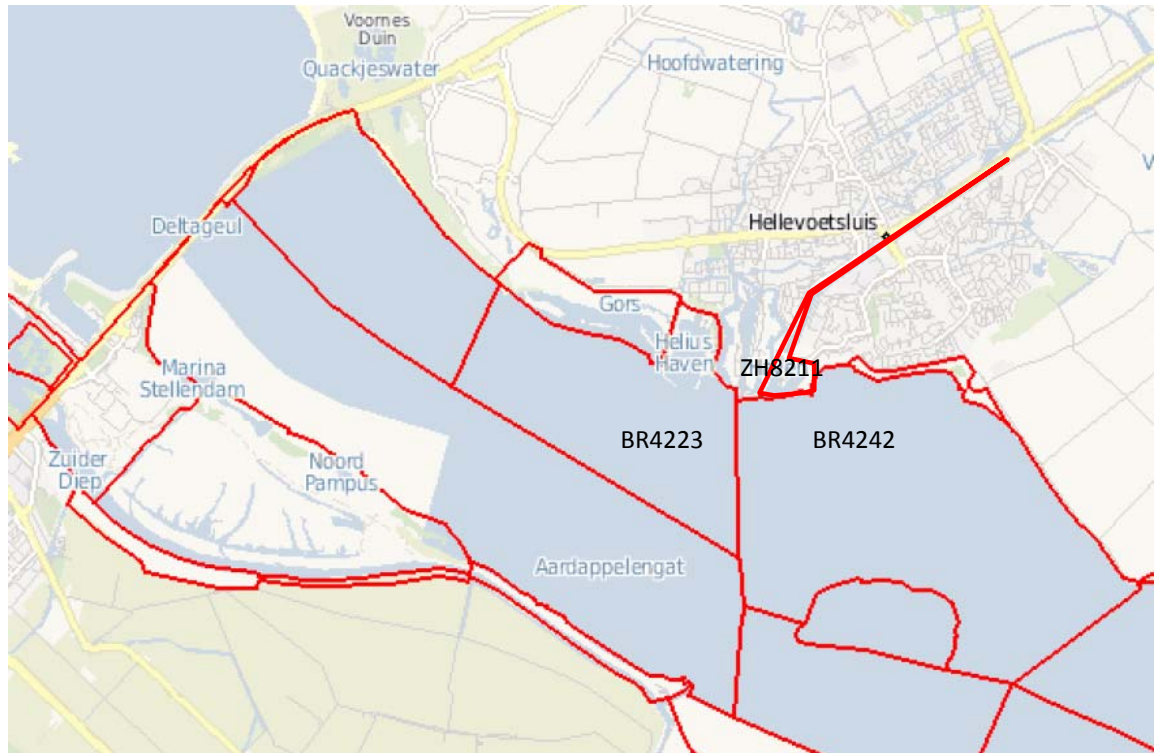 Voornes
Duin
Quackjeswater
Hoofdwatering
V
Deltageul
Hellevoetsluis
Gors
Helius
Haven
ZH8211
Marina
Stellendam
BR4223
BR4242
Zuider
Diep
Noord
Pampus
Aardappelengat